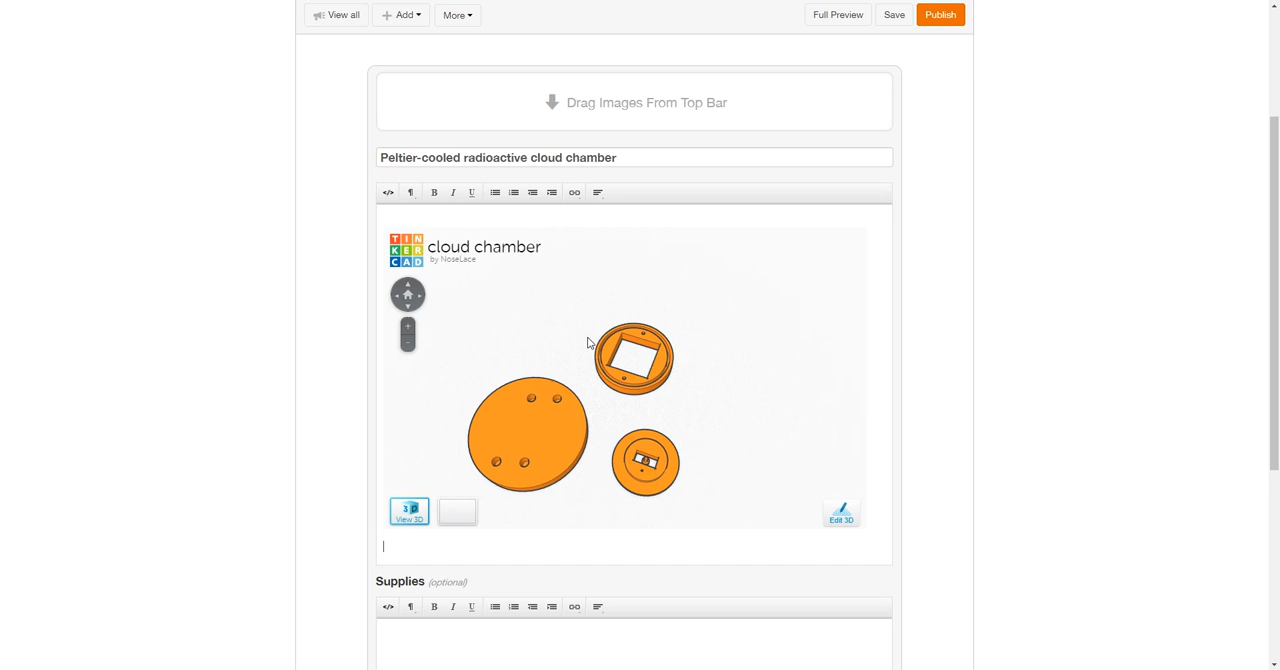 View all
Add
More
Full Preview
Save
Publish
Drag Images From Top Bar
Peltier-cooled radioactive cloud chamber
</> ¶ B I U
TIN
KER
CAD
cloud chamber
by NoseLace
3D
View 3D
Edit 3D
Supplies (optional)
</> ¶ B I U